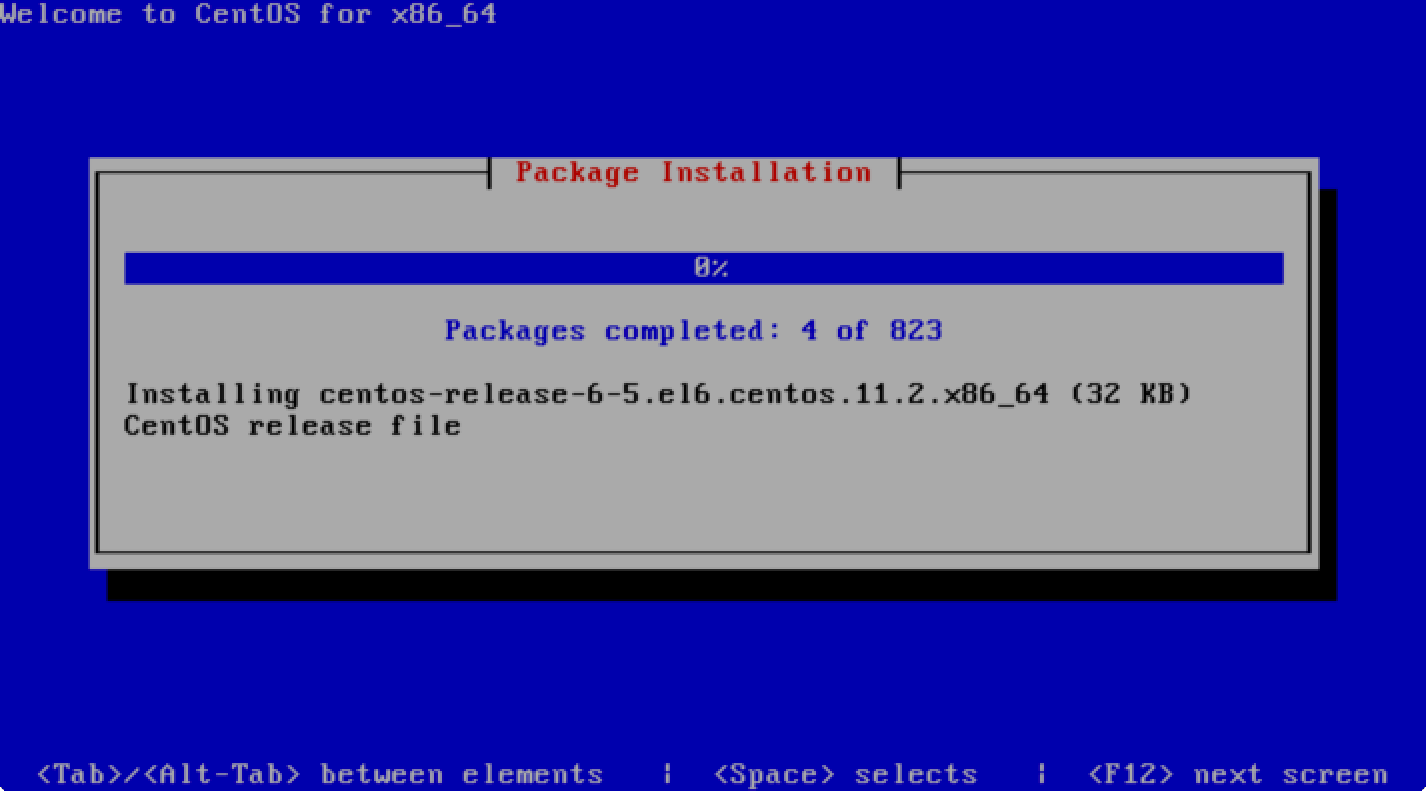 Welcome to CentOS for x86_64
Package Installation
0%
Packages completed: 4 of 823
Installing centos-release-6-5.el6.centos.11.2.x86_64 (32 KB)
CentOS release file
<Tab>/<Alt-Tab> between elements   |  <Space> selects   |  <F12> next screen